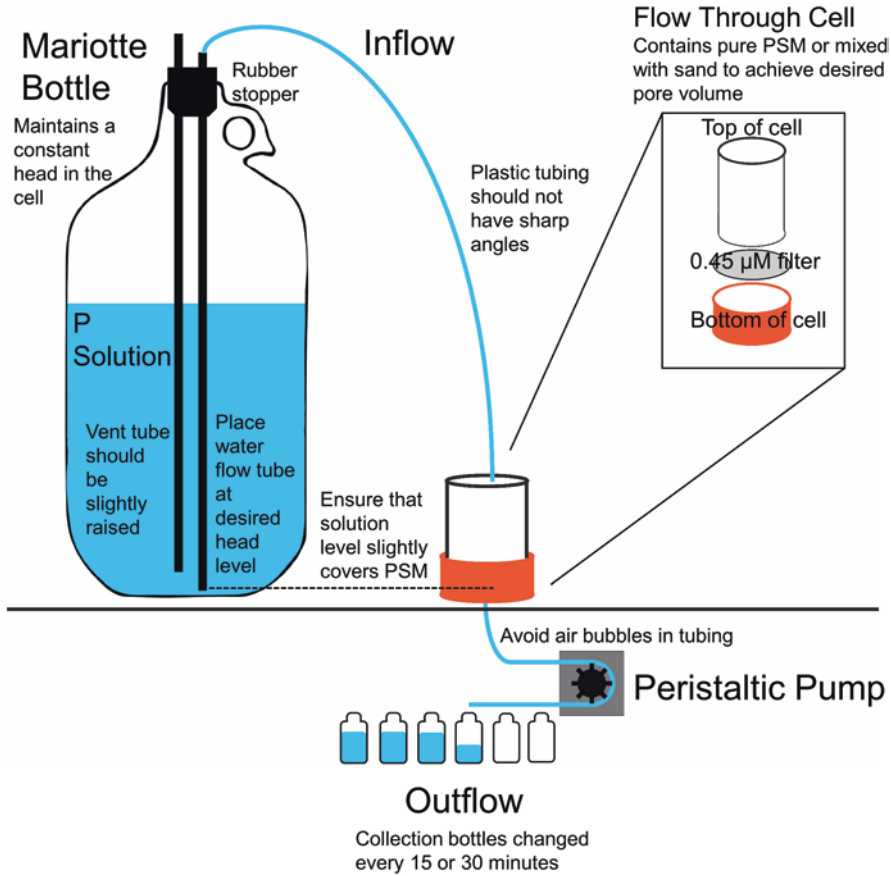 Mariotte
Bottle
Maintains a
constant
head in the
cell
Rubber
stopper
Inflow
Plastic tubing
should not
have sharp
angles
Flow Through Cell
Contains pure PSM or mixed
with sand to achieve desired
pore volume
Top of cell
0.45 µM filter
Bottom of cell
P
Solution
Vent tube
should
be
slightly
raised
Place
water
flow tube
at
desired
head
level
Ensure that
solution
level slightly
covers PSM
Avoid air bubbles in tubing
Peristaltic Pump
Outflow
Collection bottles changed
every 15 or 30 minutes